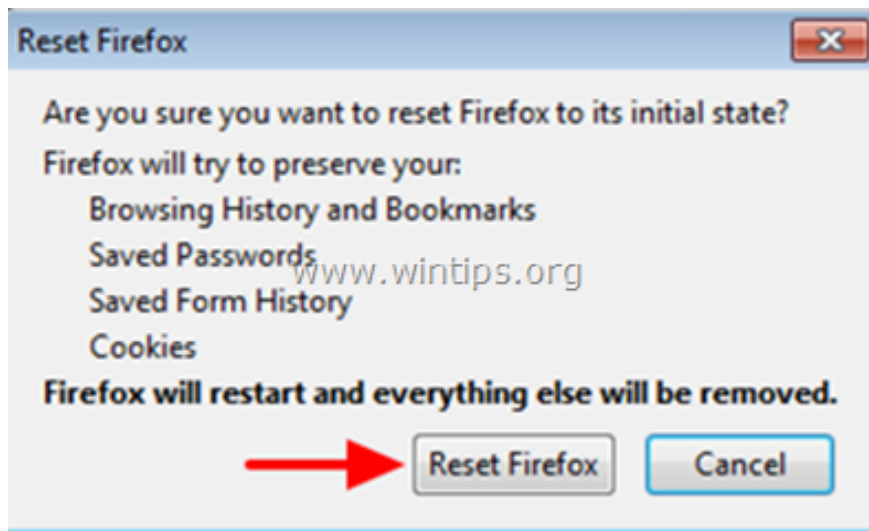 Reset Firefox
Are you sure you want to reset Firefox to its initial state?
Firefox will try to preserve your:
Browsing History and Bookmarks
Saved Passwords
www.wintips.org
Saved Form History
Cookies
Firefox will restart and everything else will be removed.
Reset Firefox Cancel